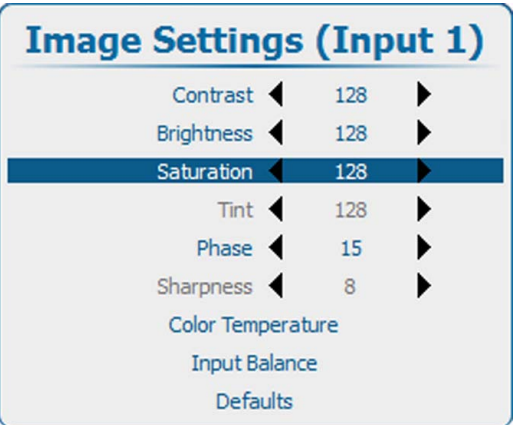 Image Settings (Input 1)
Contrast 128
Brightness 128
Saturation 128
Tint 128
Phase 15
Sharpness 8
Color Temperature
Input Balance
Defaults